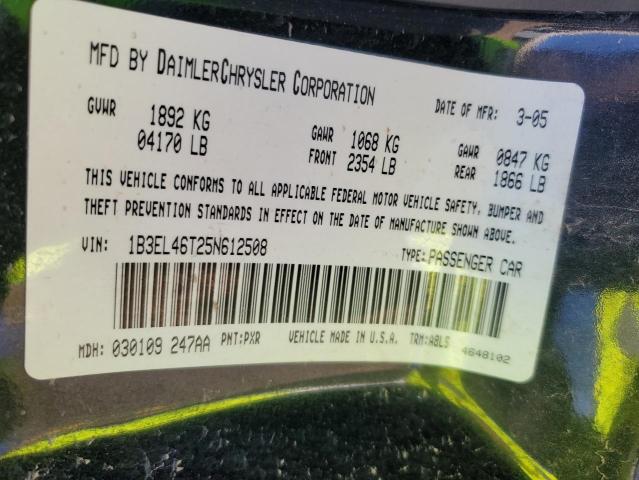 MFD BY DAIMLERCHRYSLER CORPORATION
DATE OF MFR: 3-05
GVWR 1892 KG
04170 LB
GAWR FRONT 1068 KG
2354 LB
GAWR REAR 0847 KG
1866 LB
THIS VEHICLE CONFORMS TO ALL APPLICABLE FEDERAL MOTOR VEHICLE SAFETY, BUMPER AND
THEFT PREVENTION STANDARDS IN EFFECT ON THE DATE OF MANUFACTURE SHOWN ABOVE.
VIN: 1B3EL46T25N612508
TYPE: PASSENGER CAR
MDH: 030109 247AA PNT: PXR VEHICLE MADE IN U.S.A. TRM: A8L5 4648102